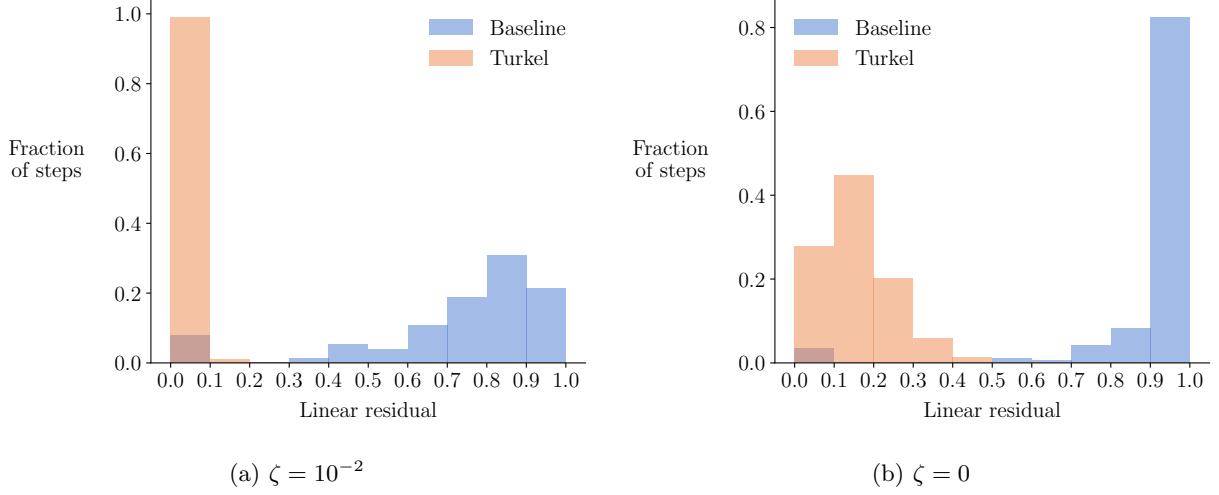 1.0
0.8
0.6
0.4
0.2
0.0
Fraction
of steps
Baseline
Turkel
0.0 0.1 0.2 0.3 0.4 0.5 0.6 0.7 0.8 0.9 1.0
Linear residual
(a) ζ = 10⁻²
0.8
0.6
0.4
0.2
0.0
Fraction
of steps
Baseline
Turkel
0.0 0.1 0.2 0.3 0.4 0.5 0.6 0.7 0.8 0.9 1.0
Linear residual
(b) ζ = 0